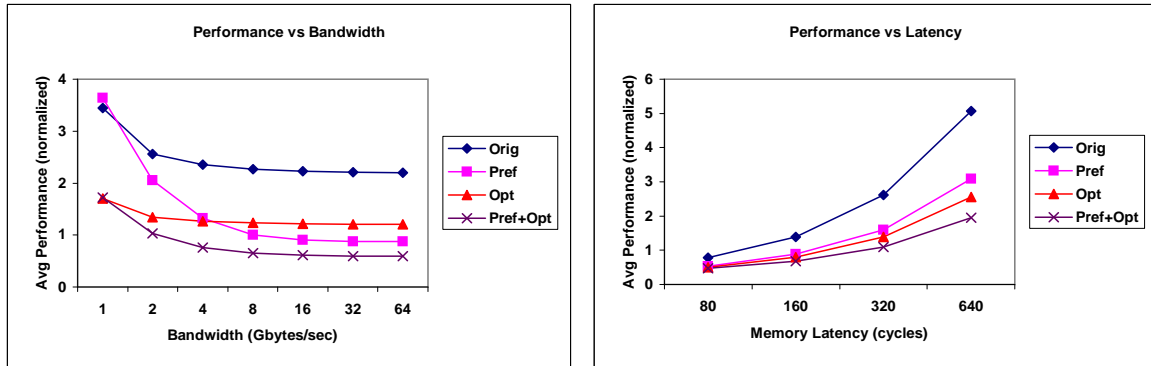 Performance vs Bandwidth
Avg Performance (normalized)
4
3
2
1
0
1 2 4 8 16 32 64
Bandwidth (Gbytes/sec)
Orig
Pref
Opt
Pref+Opt
Performance vs Latency
Avg Performance (normalized)
6
5
4
3
2
1
0
80 160 320 640
Memory Latency (cycles)
Orig
Pref
Opt
Pref+Opt